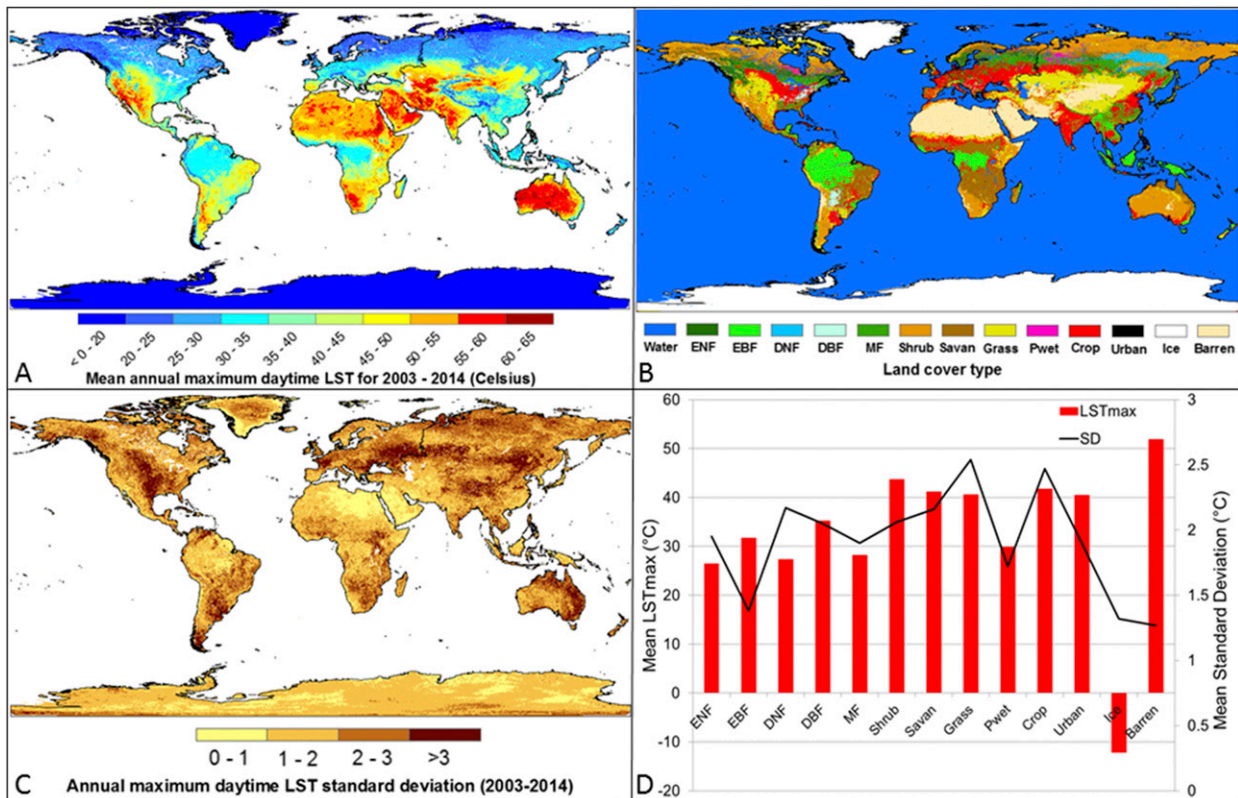 < 0 - 20
20 - 25
25 - 30
30 - 35
35 - 40
40 - 45
45 - 50
50 - 55
55 - 60
60 - 65
A
Mean annual maximum daytime LST for 2003 - 2014 (Celsius)
Water ENF EBF DNF DBF MF Shrub Savan Grass Pwet Crop Urban Ice Barren
B
Land cover type
0 - 1 1 - 2 2 - 3 >3
C
Annual maximum daytime LST standard deviation (2003-2014)
LSTmax
SD
Mean LSTmax (°C)
60
50
40
30
20
10
0
-10
-20
ENF
EBF
DNF
DBF
MF
Shrub
Savan
Grass
Pwet
Crop
Urban
Ice
Barren
3
2.5
2
1.5
1
0.5
0
Mean Standard Deviation (°C)
D